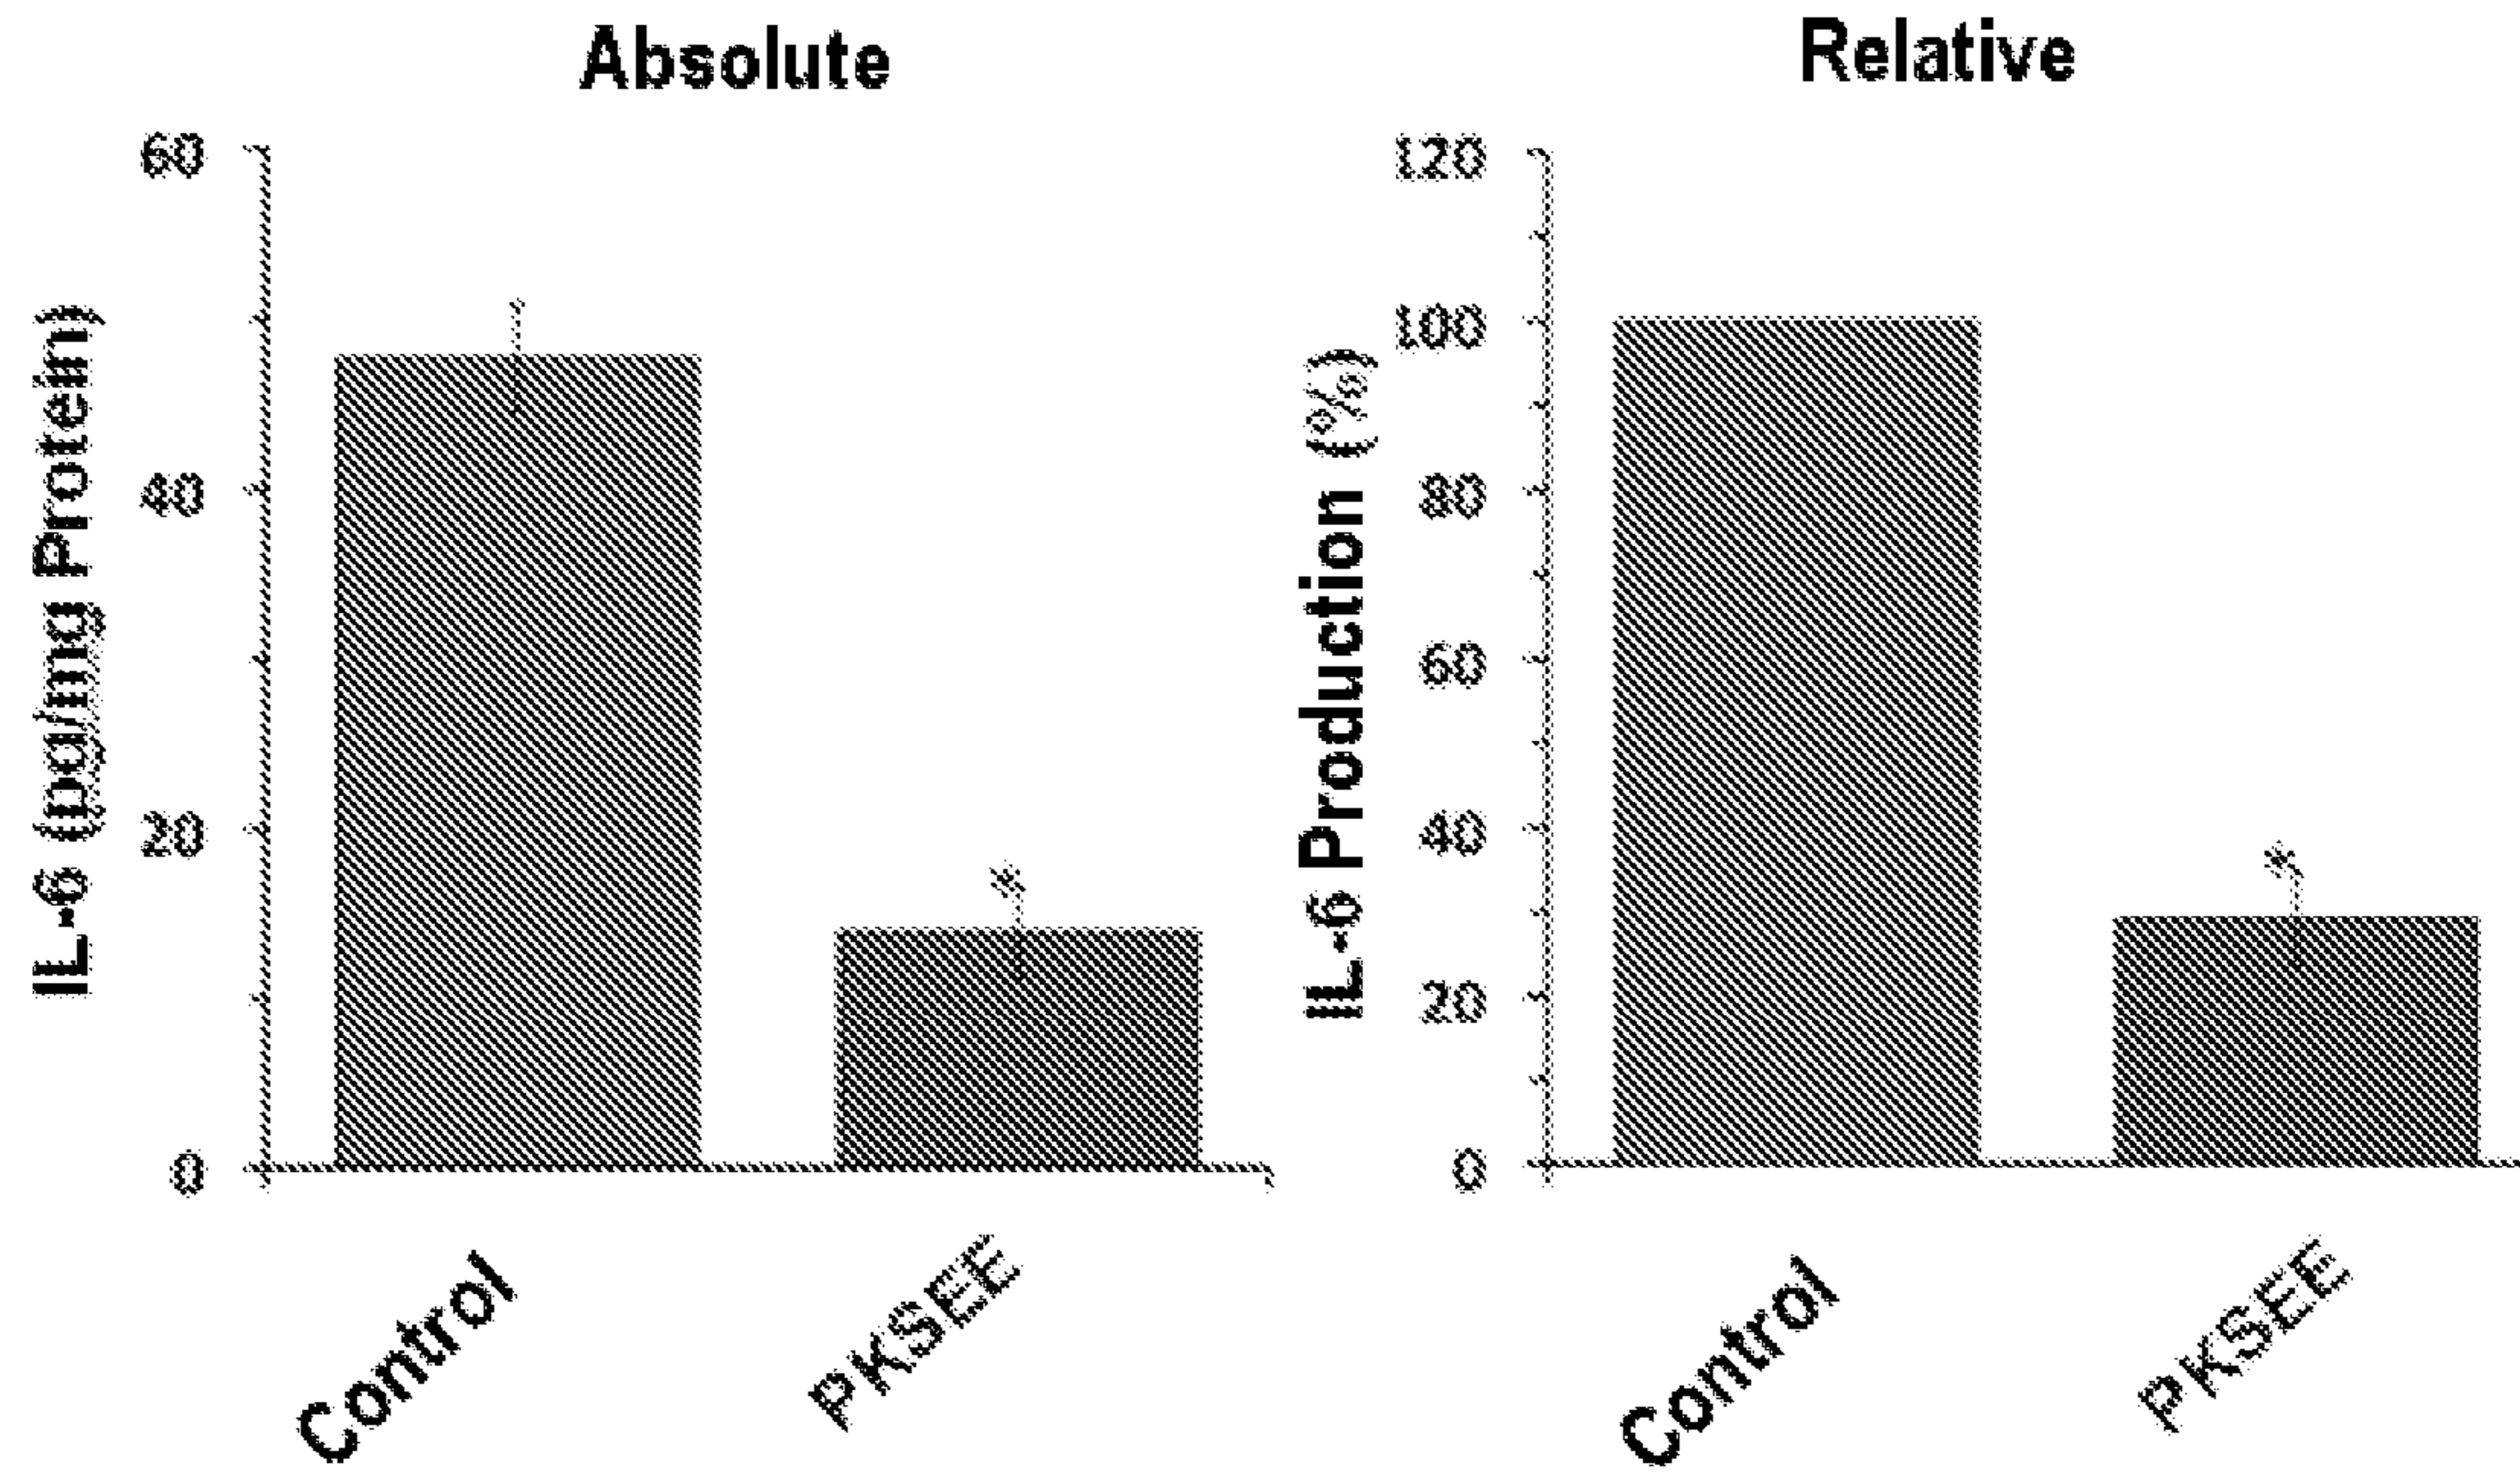 Absolute
IL-6 (pg/mg Protein)
60
40
20
0
*
Control
PKSEE
Relative
IL-6 Production (%)
120
100
80
60
40
20
0
*
Control
PKSEE